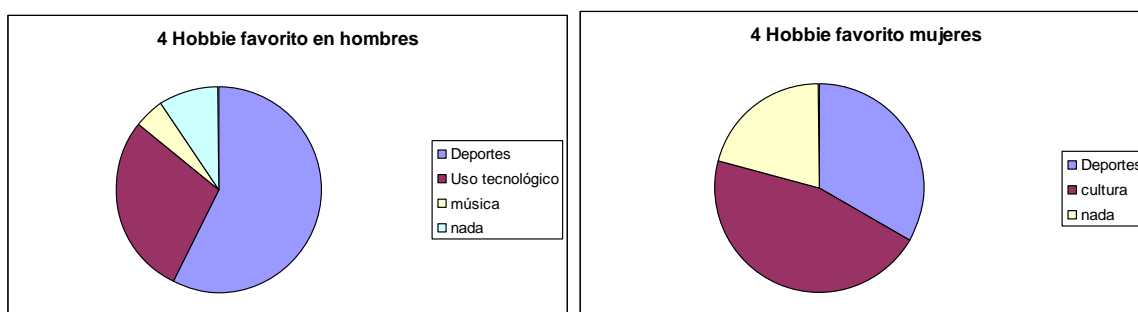 4 Hobbie favorito en hombres
Deportes
Uso tecnológico
música
nada
4 Hobbie favorito mujeres
Deportes
cultura
nada